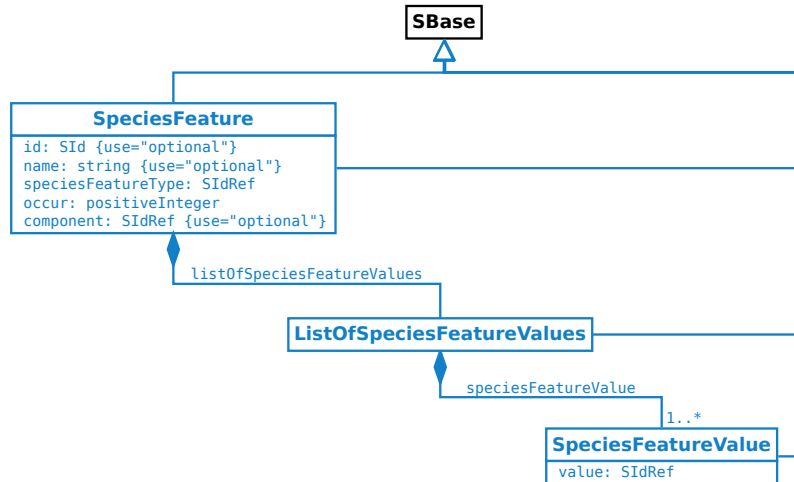 SBase
SpeciesFeature
id: SId {use="optional"}
name: string {use="optional"}
speciesFeatureType: SIdRef
occur: positiveInteger
component: SIdRef {use="optional"}
listOfSpeciesFeatureValues
ListOfSpeciesFeatureValues
speciesFeatureValue
1..*
SpeciesFeatureValue
value: SIdRef